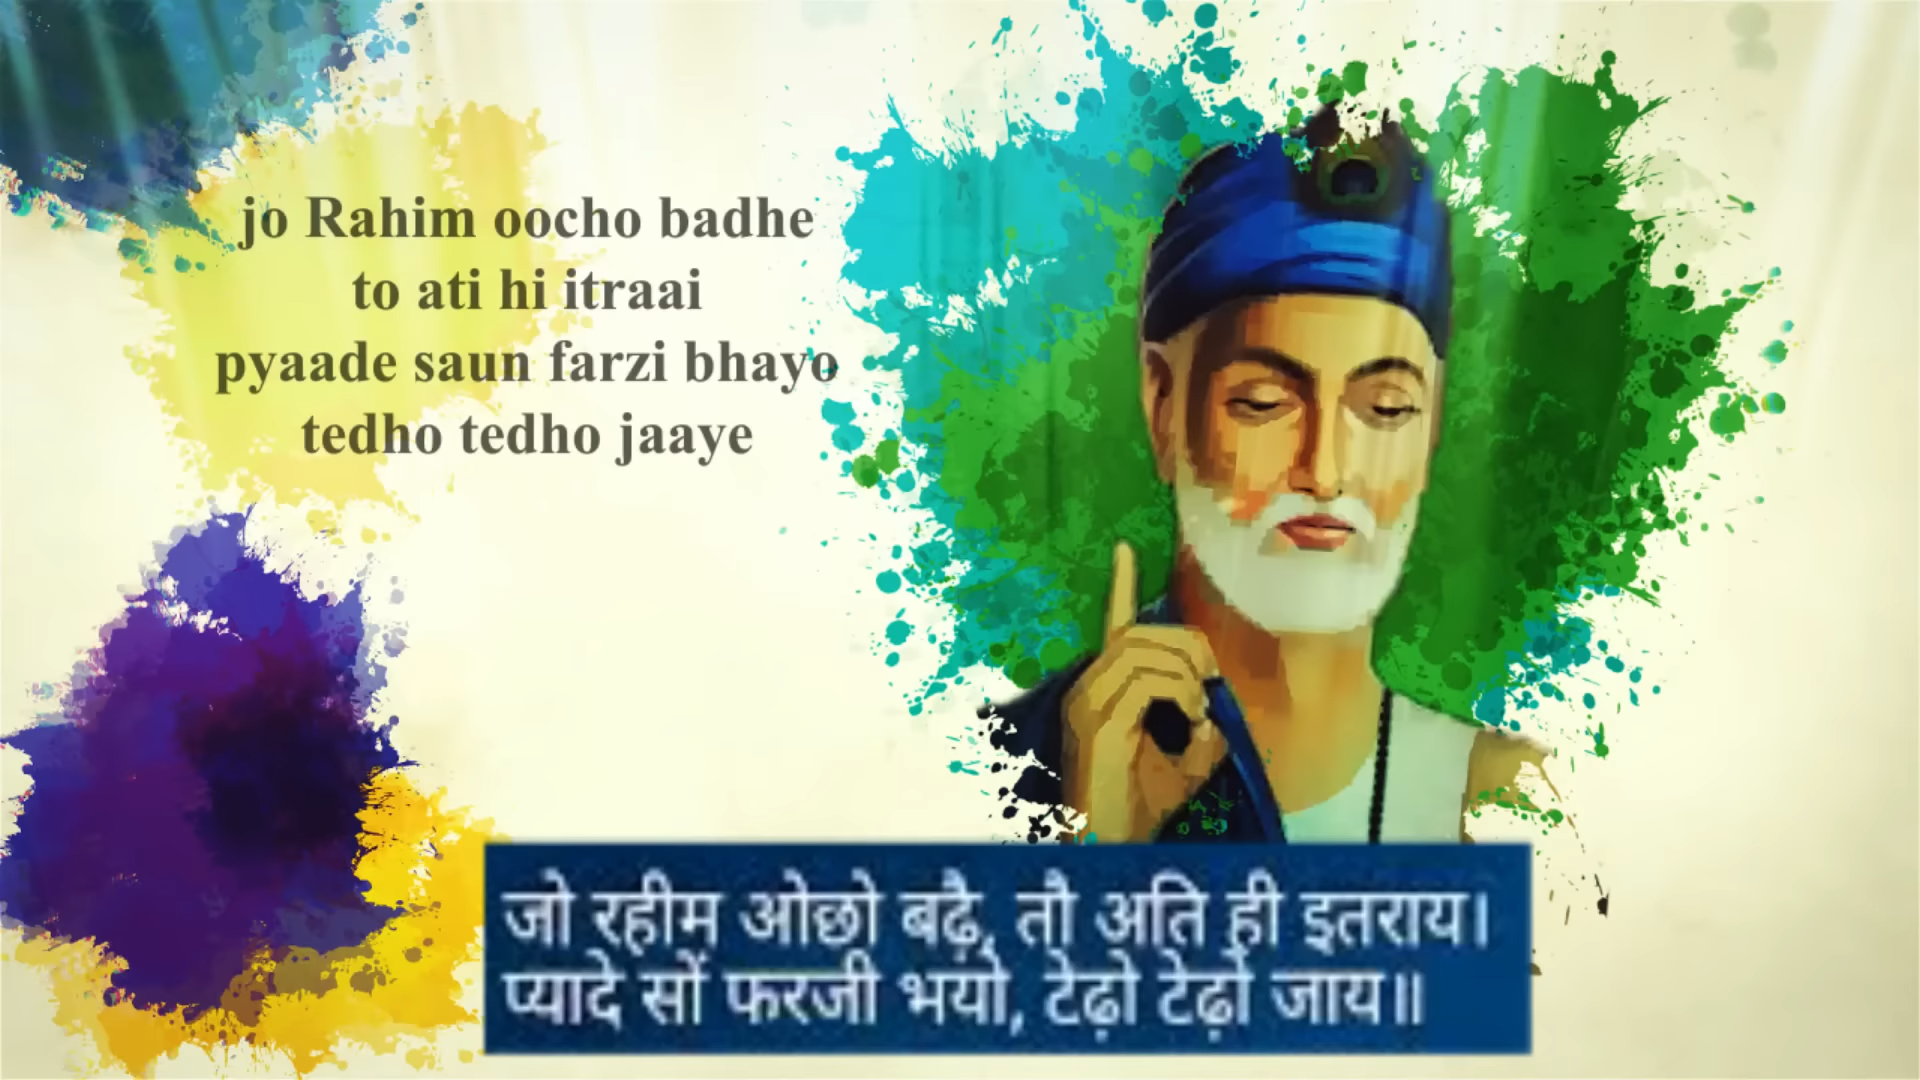 jo Rahim oocho badhe
to ati hi itraai
pyaade saun farzi bhayo
tedho tedho jaaye
जो रहीम ओछो बढ़ै, तौ अति ही इतराय।
प्यादे सों फरजी भयो, टेढ़ो टेढ़ो जाय॥